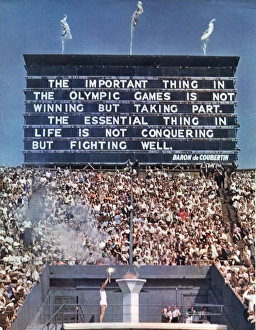 THE IMPORTANT THING IN
THE OLYMPIC GAMES IS NOT
WINNING BUT TAKING PART.
THE ESSENTIAL THING IN
LIFE IS NOT CONQUERING
BUT FIGHTING WELL.
BARON de COUBERTIN